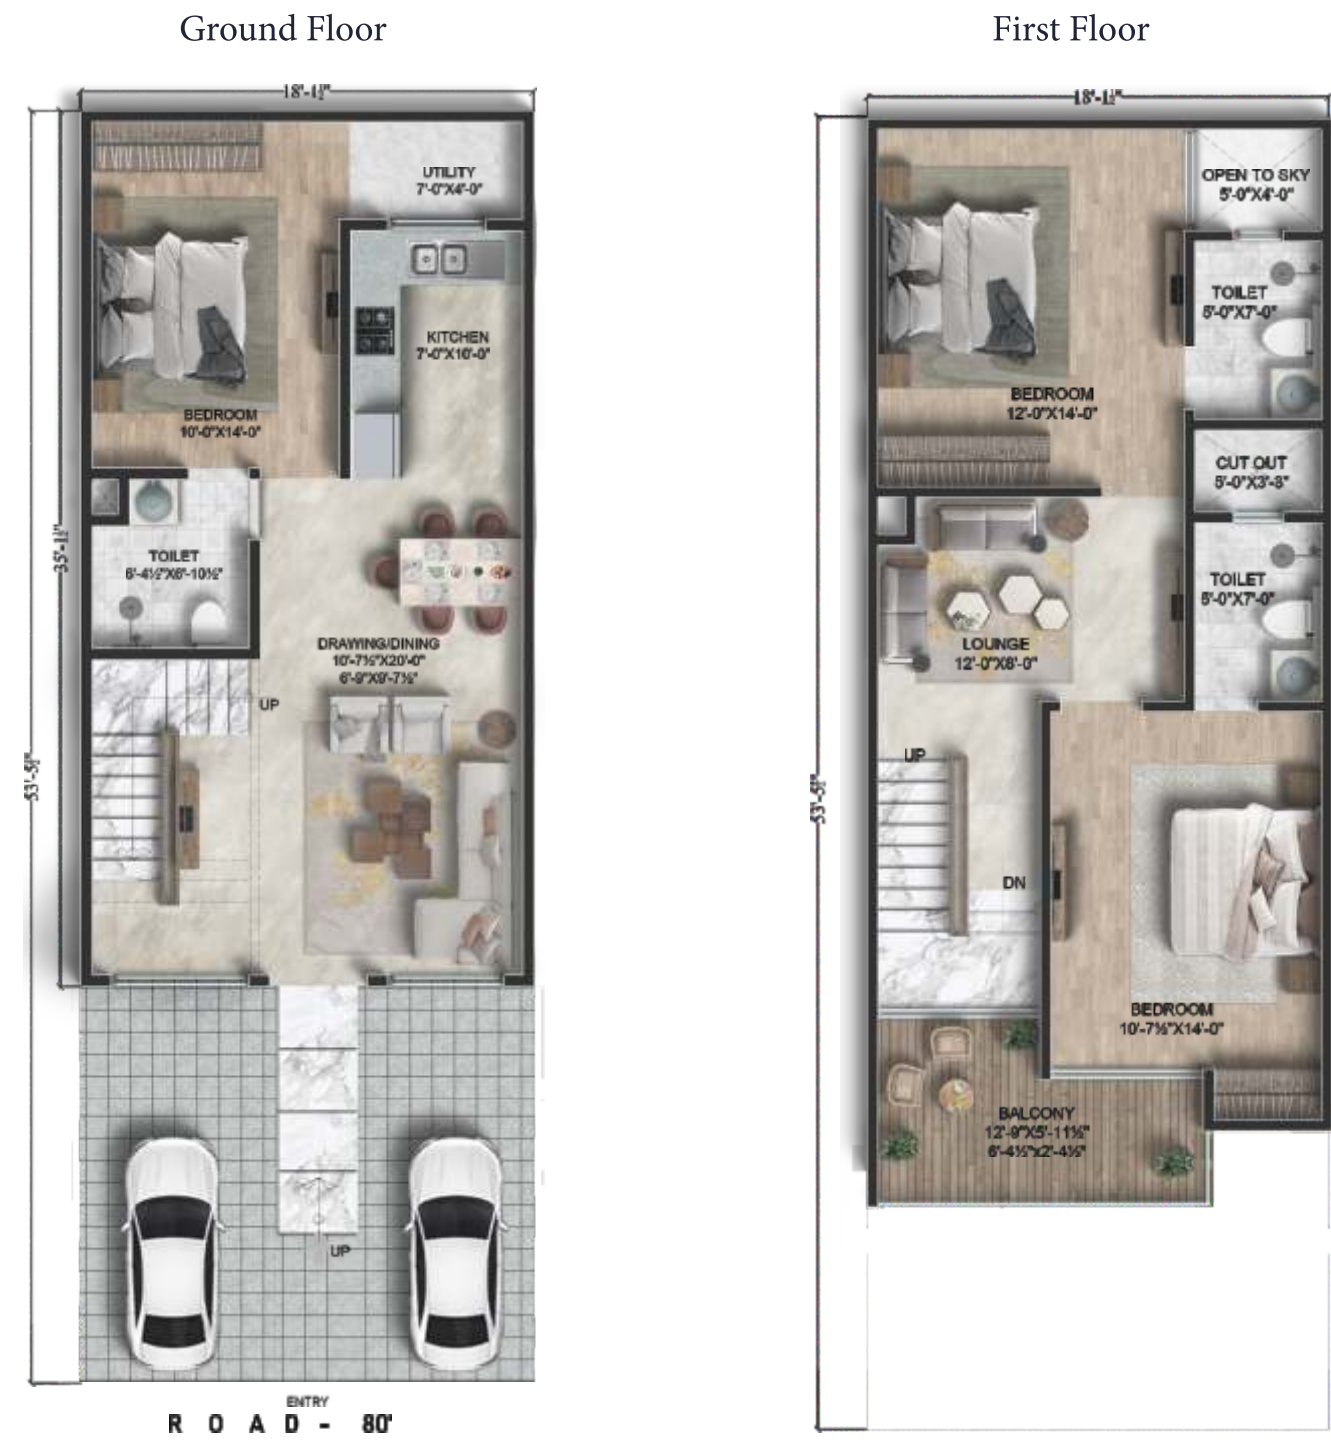 Ground Floor
18'-1½"
UTILITY
7'-0"X4'-0"
KITCHEN
7'-0"X10'-0"
BEDROOM
10'-0"X14'-0"
TOILET
6'-4½"X6'-10½"
35'-1½"
DRAWING/DINING
10'-7½"X20'-0"
6'-9"X9'-7½"
UP
53'-5½"
UP
ENTRY
ROAD- 80'
First Floor
18'-1½"
OPEN TO SKY
5'-0"X4'-0"
TOILET
5'-0"X7'-0"
BEDROOM
12'-0"X14'-0"
CUT OUT
5'-0"X3'-8"
TOILET
5'-0"X7'-0"
LOUNGE
12'-0"X8'-0"
UP
53'-5½"
DN
BEDROOM
10'-7½"X14'-0"
BALCONY
12'-9"X5'-11½"
6'-4½"x2'-4½"